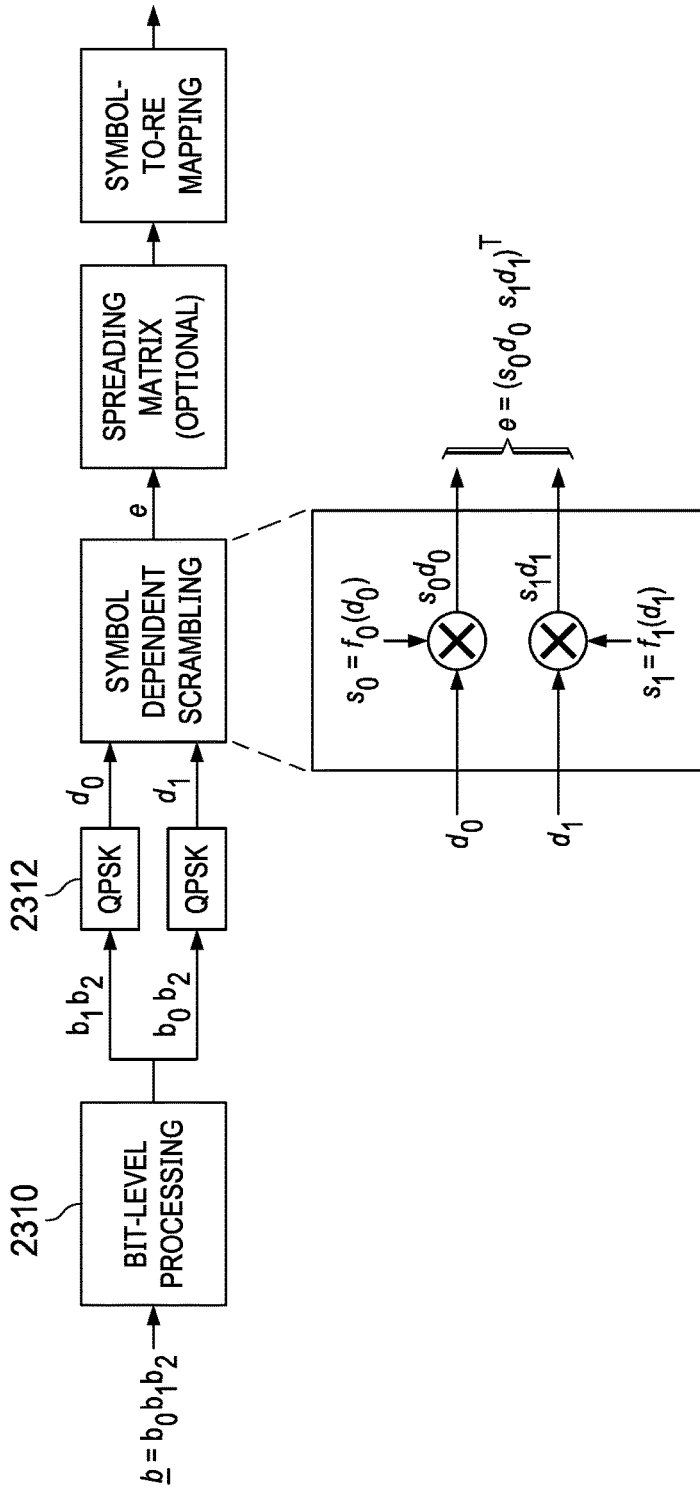 2310
2312
b = b0b1b2
BIT-LEVEL
PROCESSING
b1b2
b0b2
QPSK
QPSK
d0
d1
SYMBOL
DEPENDENT
SCRAMBLING
e
SPREADING
MATRIX
(OPTIONAL)
SYMBOL-
TO-RE
MAPPING
d0
d1
s0 = f0(d0)
s1 = f1(d1)
s0d0
s1d1
e = (s0d0 s1d1)T